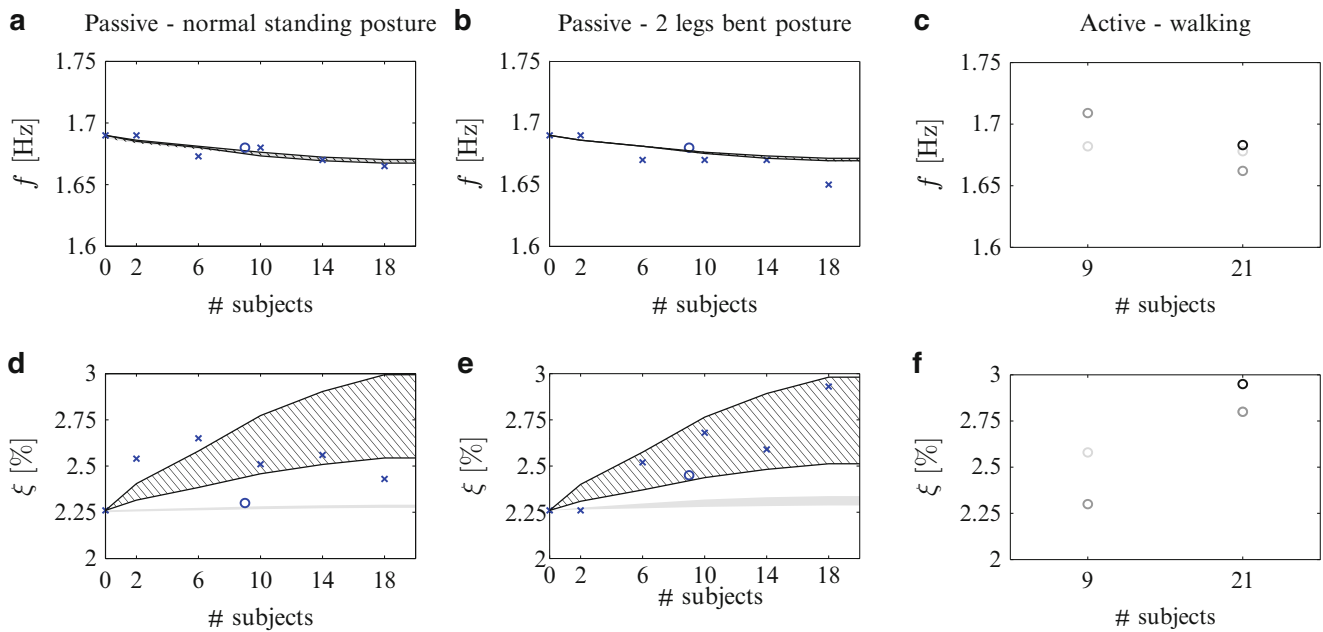 a Passive - normal standing posture
1.75
1.7
1.65
1.6
f [Hz]
0 2 6 10 14 18
# subjects
b Passive - 2 legs bent posture
1.75
1.7
1.65
1.6
f [Hz]
0 2 6 10 14 18
# subjects
c Active - walking
1.75
1.7
1.65
1.6
f [Hz]
9 21
# subjects
d
3
2.75
2.5
2.25
2
ξ [%]
0 2 6 10 14 18
# subjects
e
3
2.75
2.5
2.25
2
ξ [%]
0 2 6 10 14 18
# subjects
f
3
2.75
2.5
2.25
2
ξ [%]
9 21
# subjects